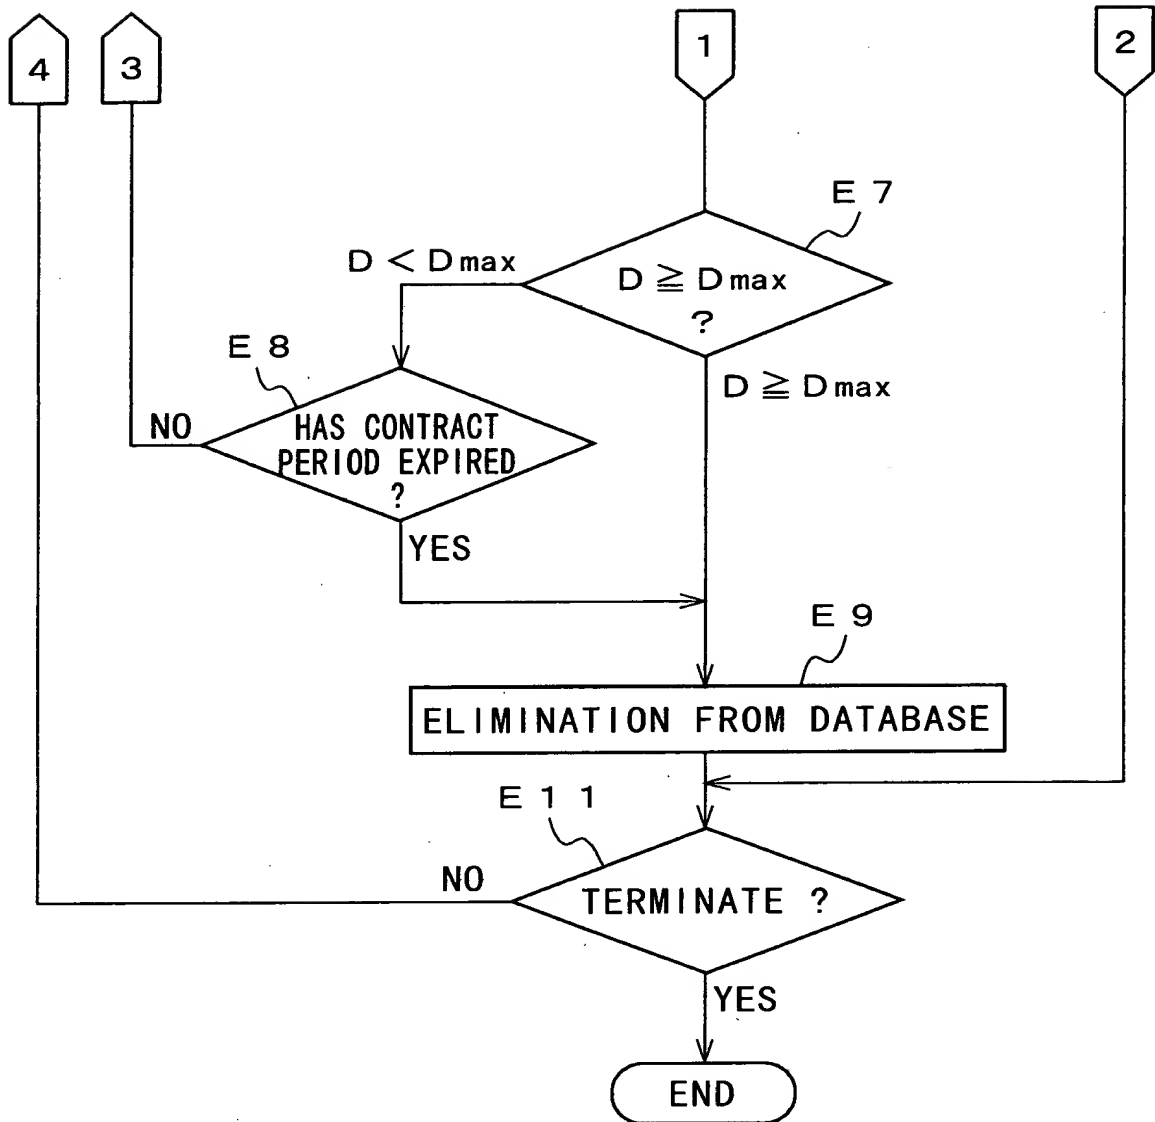 4
3
1
2
E 7
D < Dmax
D ≧ Dmax
?
E 8
D ≧ Dmax
NO
HAS CONTRACT
PERIOD EXPIRED
?
YES
E 9
ELIMINATION FROM DATABASE
E 1 1
NO
TERMINATE ?
YES
END